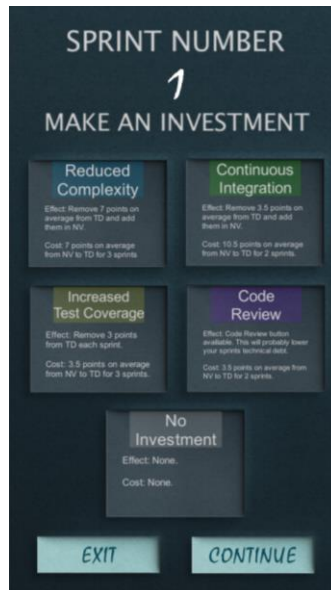 SPRINT NUMBER
1
MAKE AN INVESTMENT
Reduced
Complexity
Effect: Remove 7 points on
average from TD and add
them in NV.
Cost: 7 points on average
from NV to TD for 3 sprints
Continuous
Integration
Effect: Remove 3.5 points on
average from TD and add
them in NV.
Cost: 10.5 points on average
from NV to TD for 2 sprints.
Increased
Test Coverage
Effect: Remove 3 points
from TD each sprint.
Cost: 3.5 points on average
from NV to TD for 3 sprints.
Code
Review
Effect: Code Review button
available. This will probably lower
your sprints technical debt.
Cost: 3.5 points on average from
NV to TD for 2 sprints.
No
Investment
Effect: None.
Cost: None.
EXIT
CONTINUE